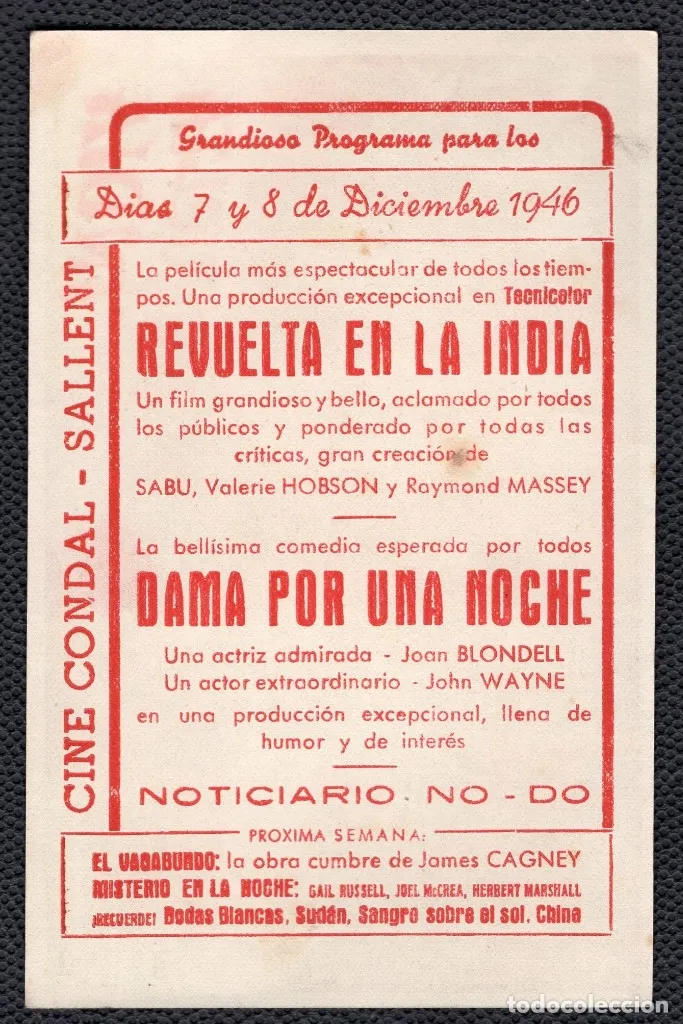 Grandioso Programa para los
Dias 7 y 8 de Diciembre 1946
CINE CONDAL - SALLENT
La película más espectacular de todos los tiem-
pos. Una producción excepcional en Tecnicolor
REVUELTA EN LA INDIA
Un film grandioso y bello, aclamado por todos
los públicos y ponderado por todas las
críticas, gran creación de
SABU, Valerie HOBSON y Raymond MASSEY
La bellísima comedia esperada por todos
DAMA POR UNA NOCHE
Una actriz admirada - Joan BLONDELL
Un actor extraordinario - John WAYNE
en una producción excepcional, llena de
humor y de interés
NOTICIARIO. NO-DO
PROXIMA SEMANA:
EL VAGABUNDO: la obra cumbre de James CAGNEY
MISTERIO EN LA NOCHE: GAIL RUSSELL, JOEL McCREA, HERBERT MARSHALL
¡RECUERDE! Bodas Blancas, Sudán, Sangre sobre el sol, China
todocoleccion